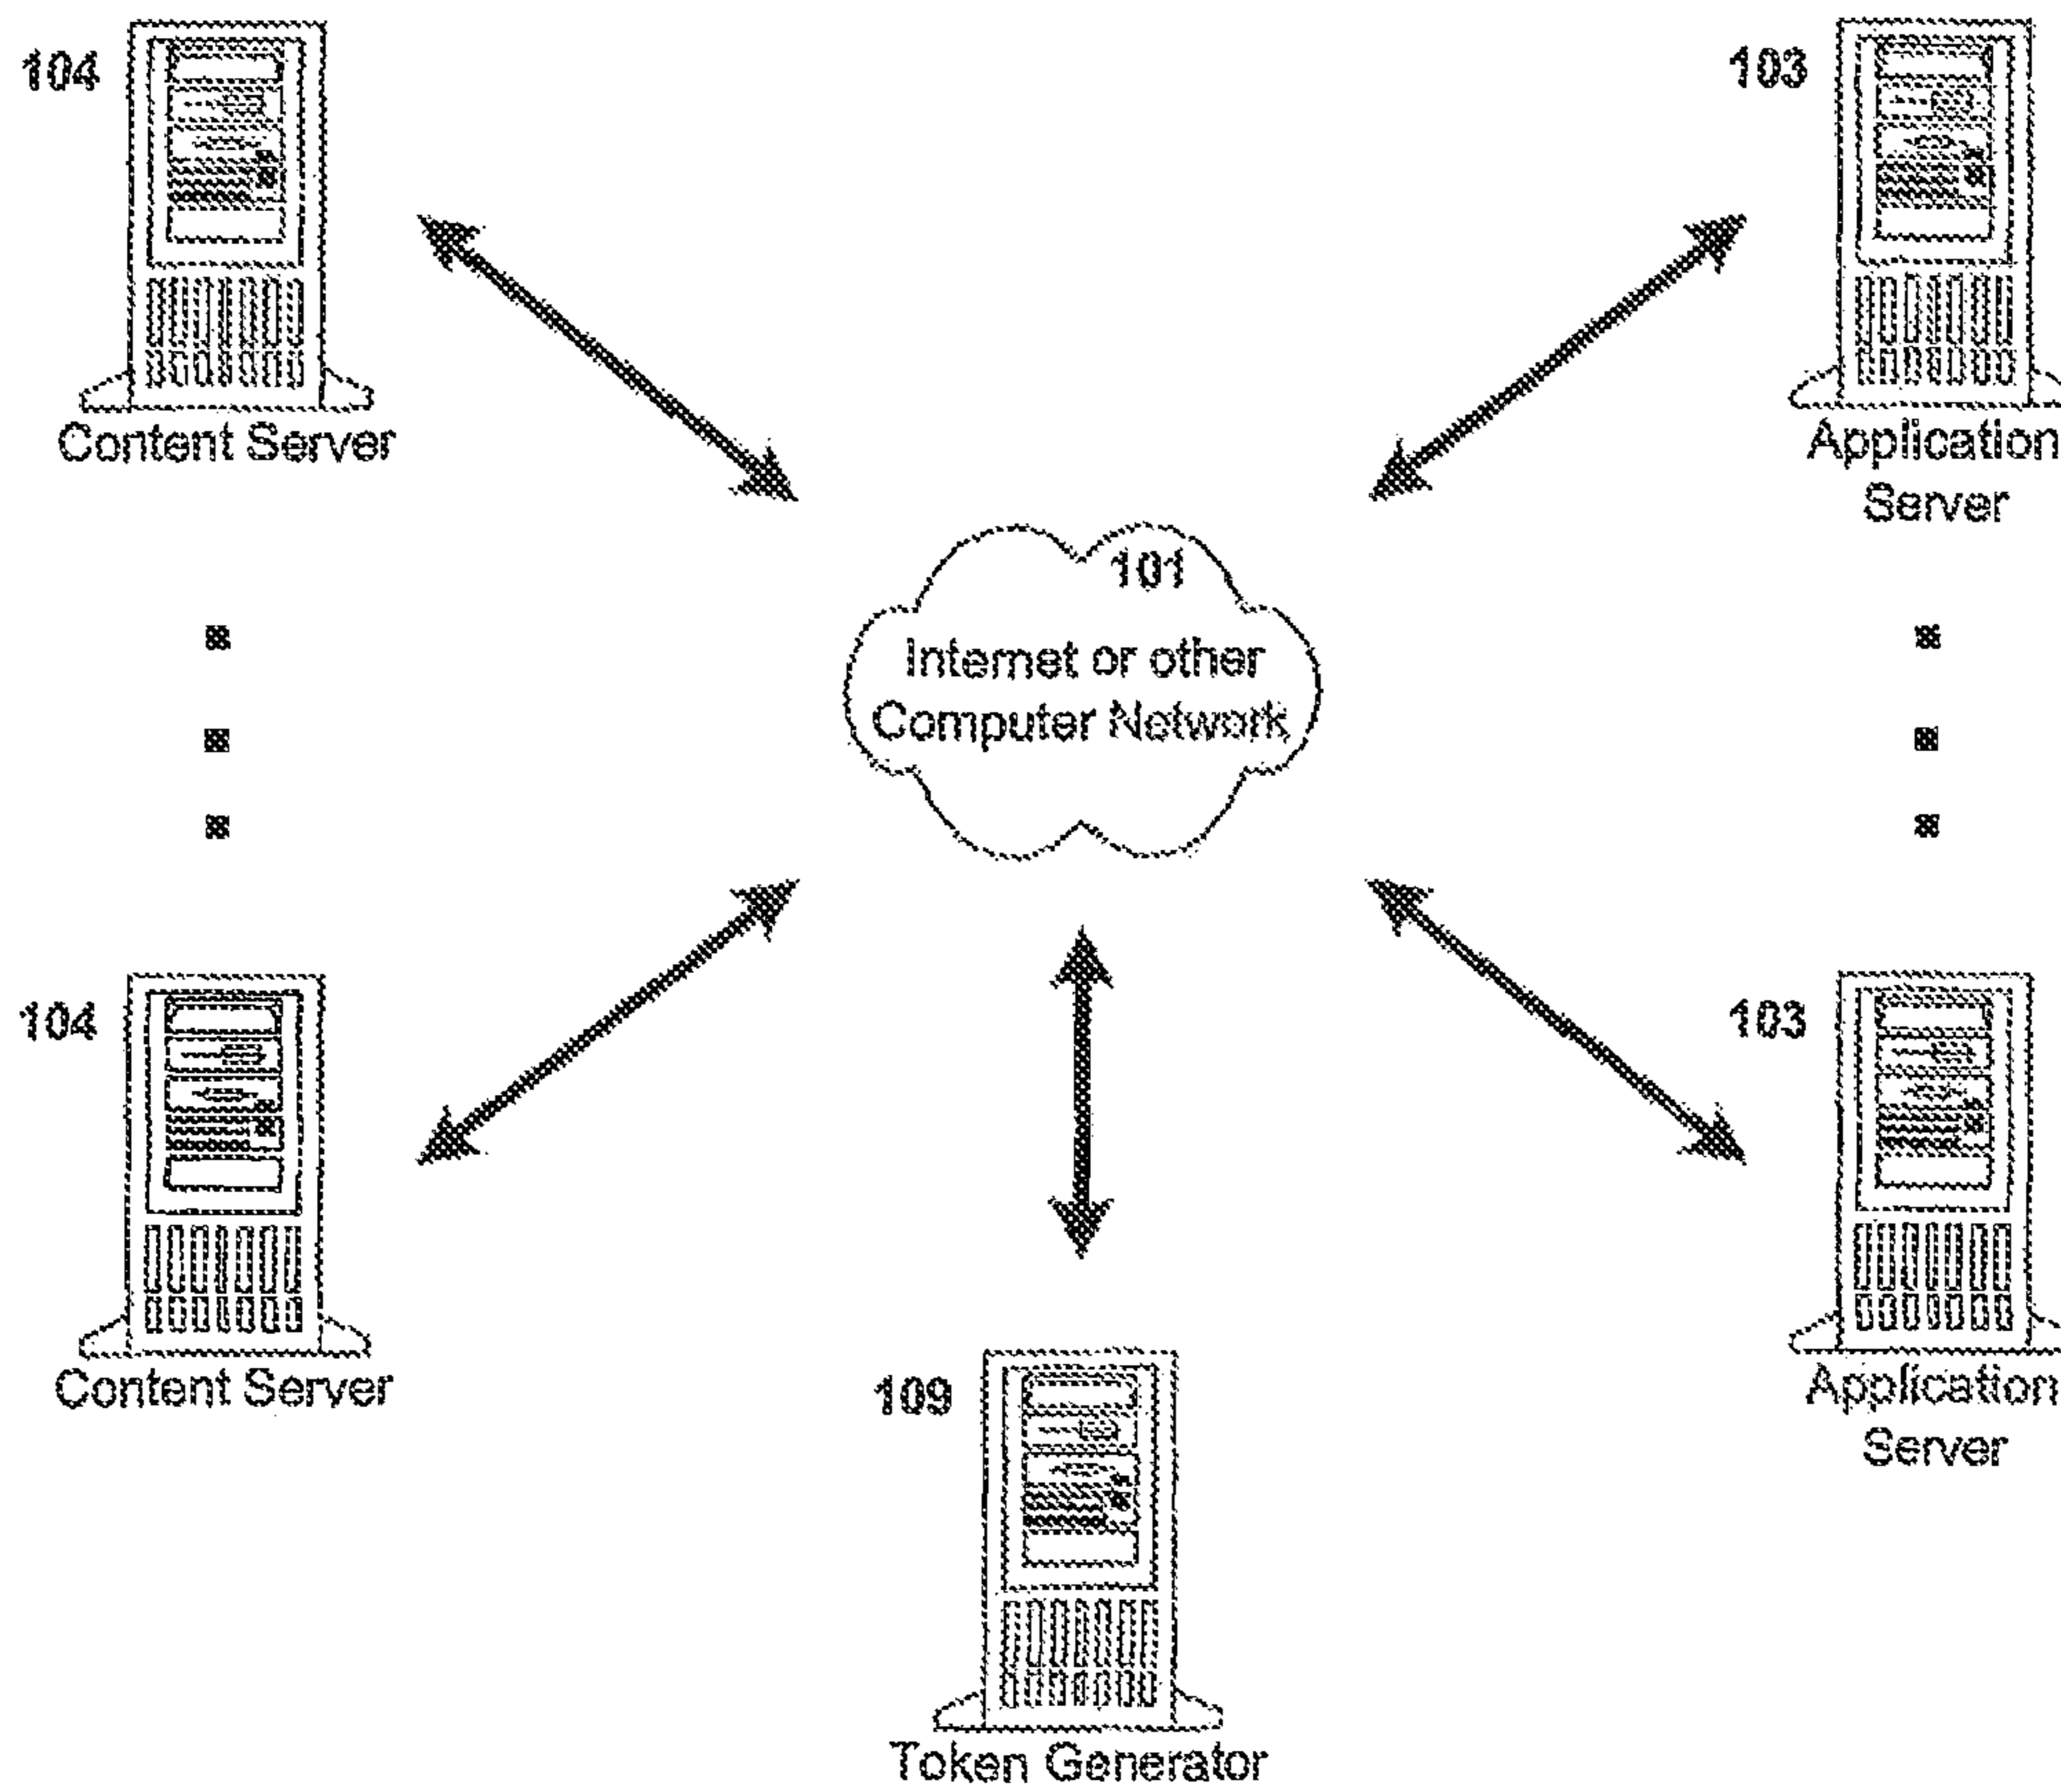 104
103
Content Server
Application
Server
101
Internet or other
Computer Network
104
103
Content Server
Application
Server
109
Token Generator